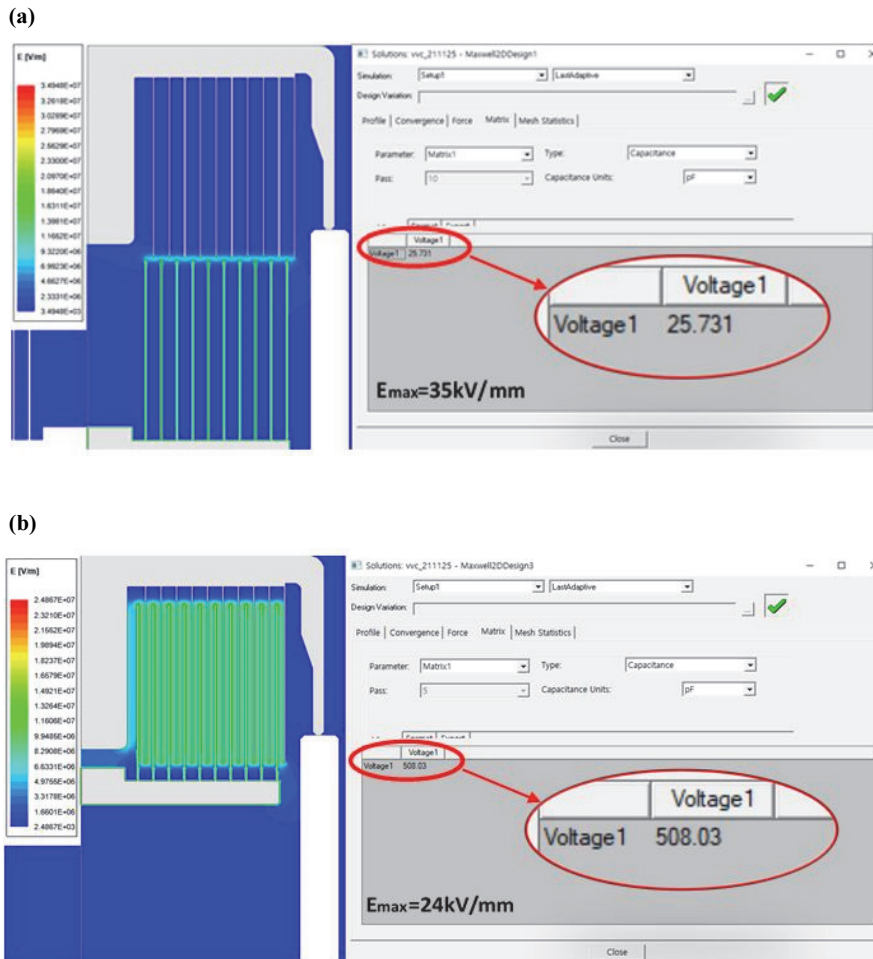 (a)
E [V/m]
3.4948E+07
3.2618E+07
3.0289E+07
2.7959E+07
2.5629E+07
2.3300E+07
2.0970E+07
1.8640E+07
1.6311E+07
1.3981E+07
1.1652E+07
9.3220E+06
6.9923E+06
4.6627E+06
2.3331E+06
3.4948E+03
Solutions: vvc_211125 - Maxwell2DDesign1
Simulation: Setup1 LastAdaptive
Design Variation:
Profile Convergence Force Matrix Mesh Statistics
Parameter: Matrix1 Type: Capacitance
Pass: 10 Capacitance Units: pF
Voltage1
Voltage1 25.731
Voltage1
Voltage1 25.731
Emax=35kV/mm
Close
(b)
E [V/m]
2.4867E+07
2.3210E+07
2.1552E+07
1.9894E+07
1.8237E+07
1.6579E+07
1.4921E+07
1.3264E+07
1.1606E+07
9.9485E+06
8.2908E+06
6.6331E+06
4.9755E+06
3.3178E+06
1.6601E+06
2.4867E+03
Solutions: vvc_211125 - Maxwell2DDesign3
Simulation: Setup1 LastAdaptive
Design Variation:
Profile Convergence Force Matrix Mesh Statistics
Parameter: Matrix1 Type: Capacitance
Pass: 5 Capacitance Units: pF
Voltage1
Voltage1 508.03
Voltage1
Voltage1 508.03
Emax=24kV/mm
Close